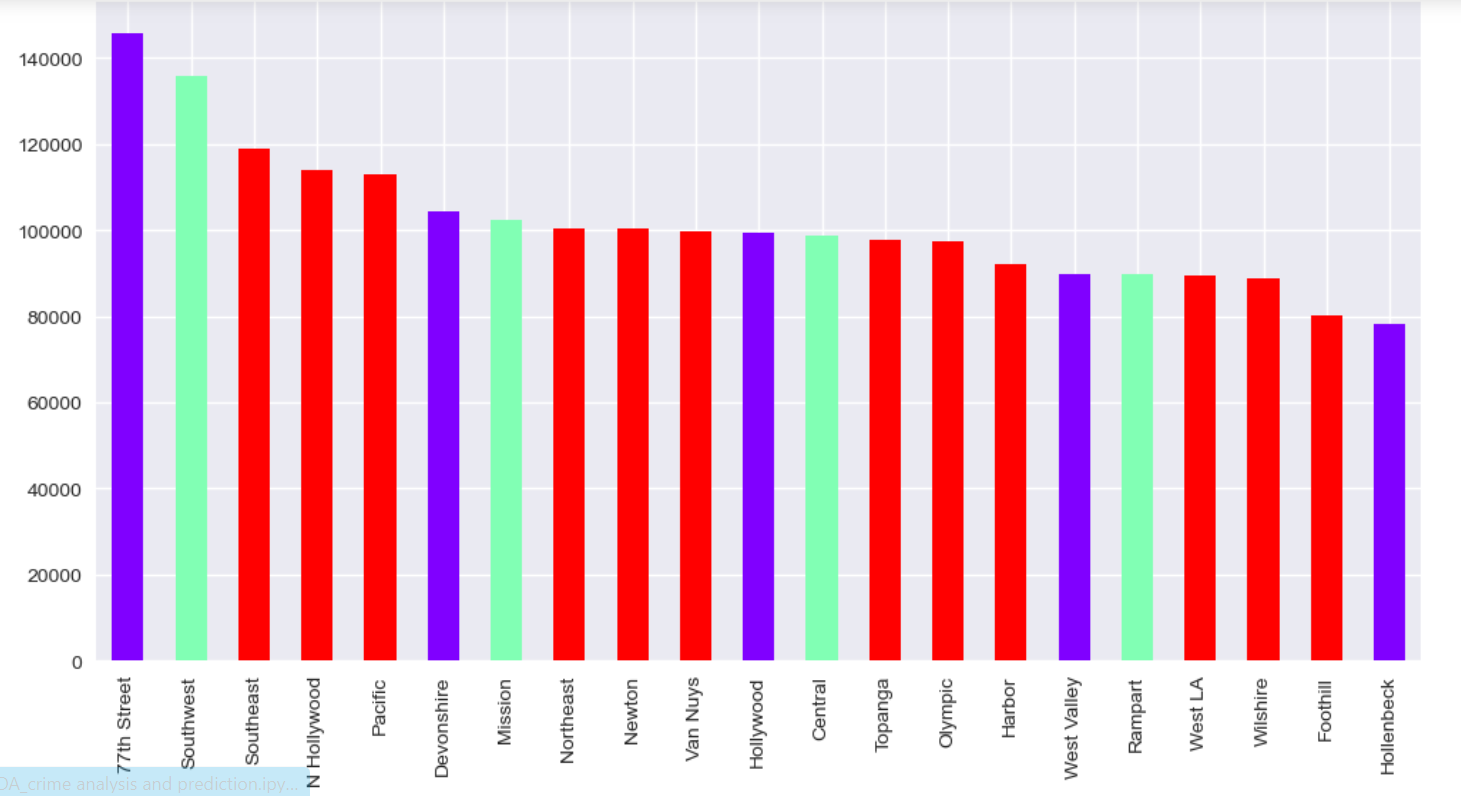 140000
120000
100000
80000
60000
40000
20000
0
77th Street
Southwest
Southeast
N Hollywood
Pacific
Devonshire
Mission
Northeast
Newton
Van Nuys
Hollywood
Central
Topanga
Olympic
Harbor
West Valley
Rampart
West LA
Wilshire
Foothill
Hollenbeck
DA_crime analysis and prediction.ipy...